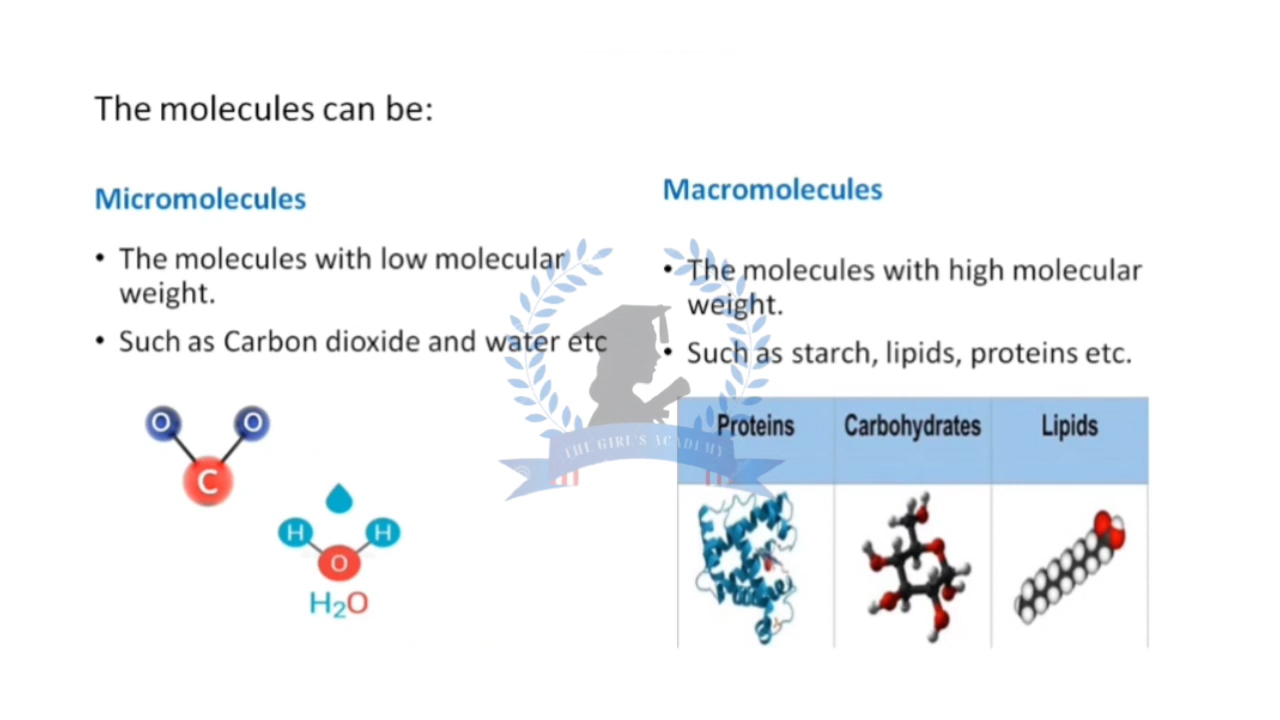 The molecules can be:
Micromolecules
• The molecules with low molecular
weight.
• Such as Carbon dioxide and water etc
O O
C
H H
O
H₂O
Macromolecules
• The molecules with high molecular
weight.
• Such as starch, lipids, proteins etc.
Proteins Carbohydrates Lipids
THE GIRL'S ACADEMY